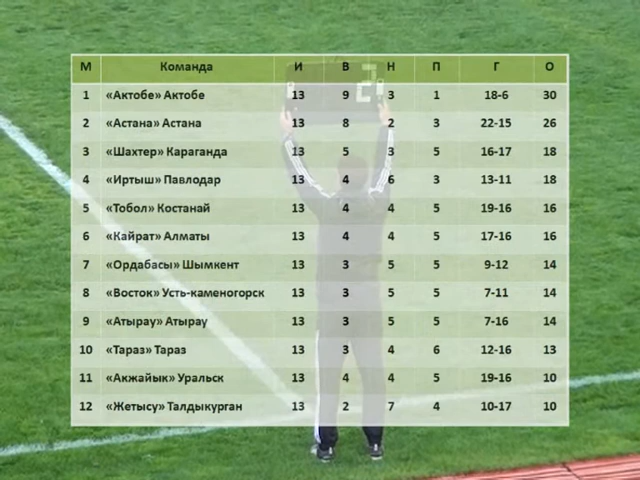 М Команда И В Н П Г О
1 «Актобе» Актобе 13 9 3 1 18-6 30
2 «Астана» Астана 13 8 2 3 22-15 26
3 «Шахтер» Караганда 13 5 3 5 16-17 18
4 «Иртыш» Павлодар 13 4 6 3 13-11 18
5 «Тобол» Костанай 13 4 4 5 19-16 16
6 «Кайрат» Алматы 13 4 4 5 17-16 16
7 «Ордабасы» Шымкент 13 3 5 5 9-12 14
8 «Восток» Усть-каменогорск 13 3 5 5 7-11 14
9 «Атырау» Атырау 13 3 5 5 7-16 14
10 «Тараз» Тараз 13 3 4 6 12-16 13
11 «Акжайык» Уральск 13 4 4 5 19-16 10
12 «Жетысу» Талдыкурган 13 2 7 4 10-17 10